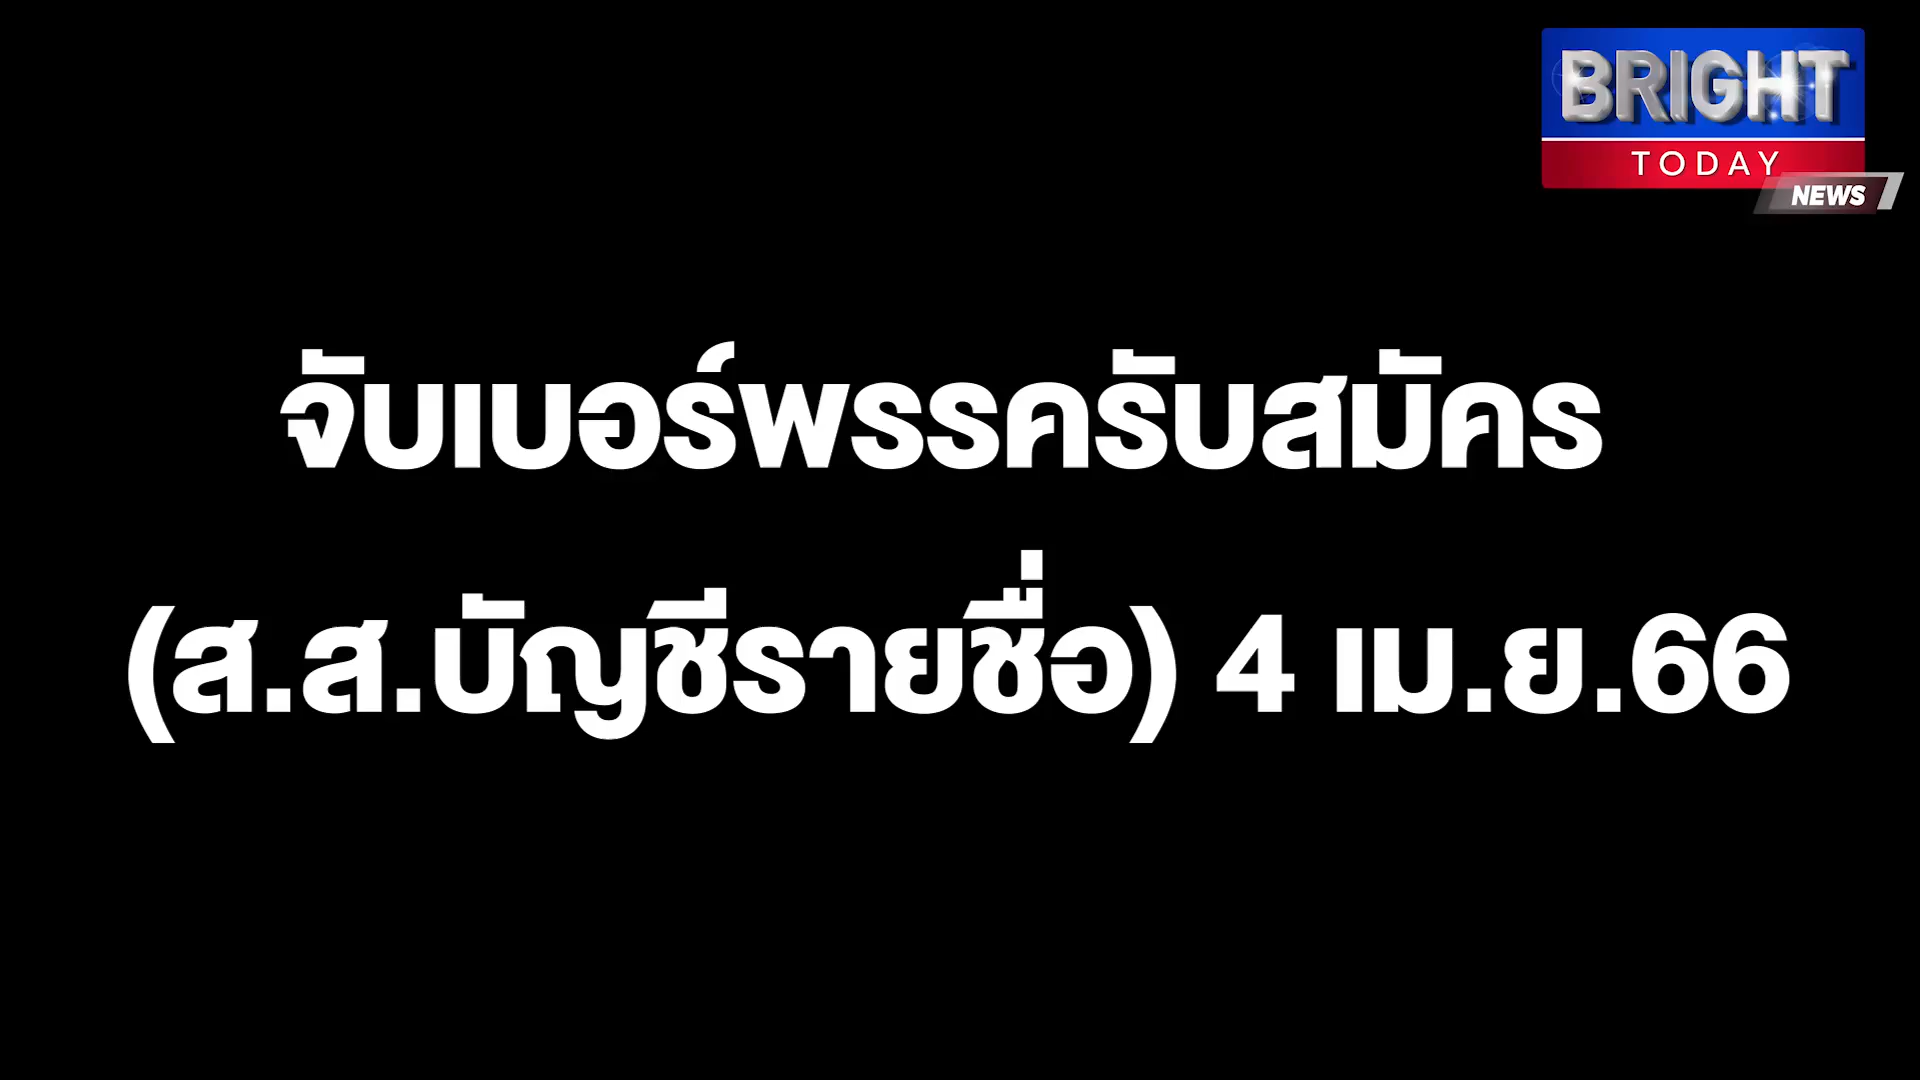 BRIGHT
TODAY
NEWS
จับเบอร์พรรครับสมัคร
(ส.ส.บัญชีรายชื่อ) 4 เม.ย.66